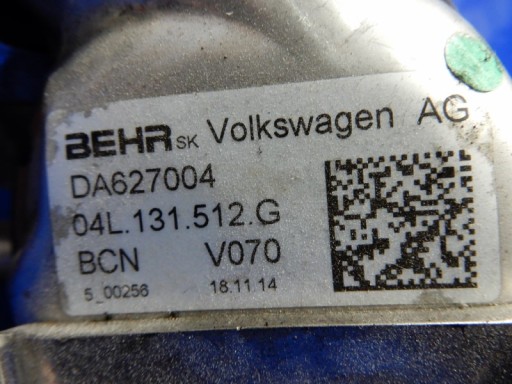 BEHR SK Volkswagen AG
DA627004
04L.131.512.G
BCN V070
5_00256 18.11.14